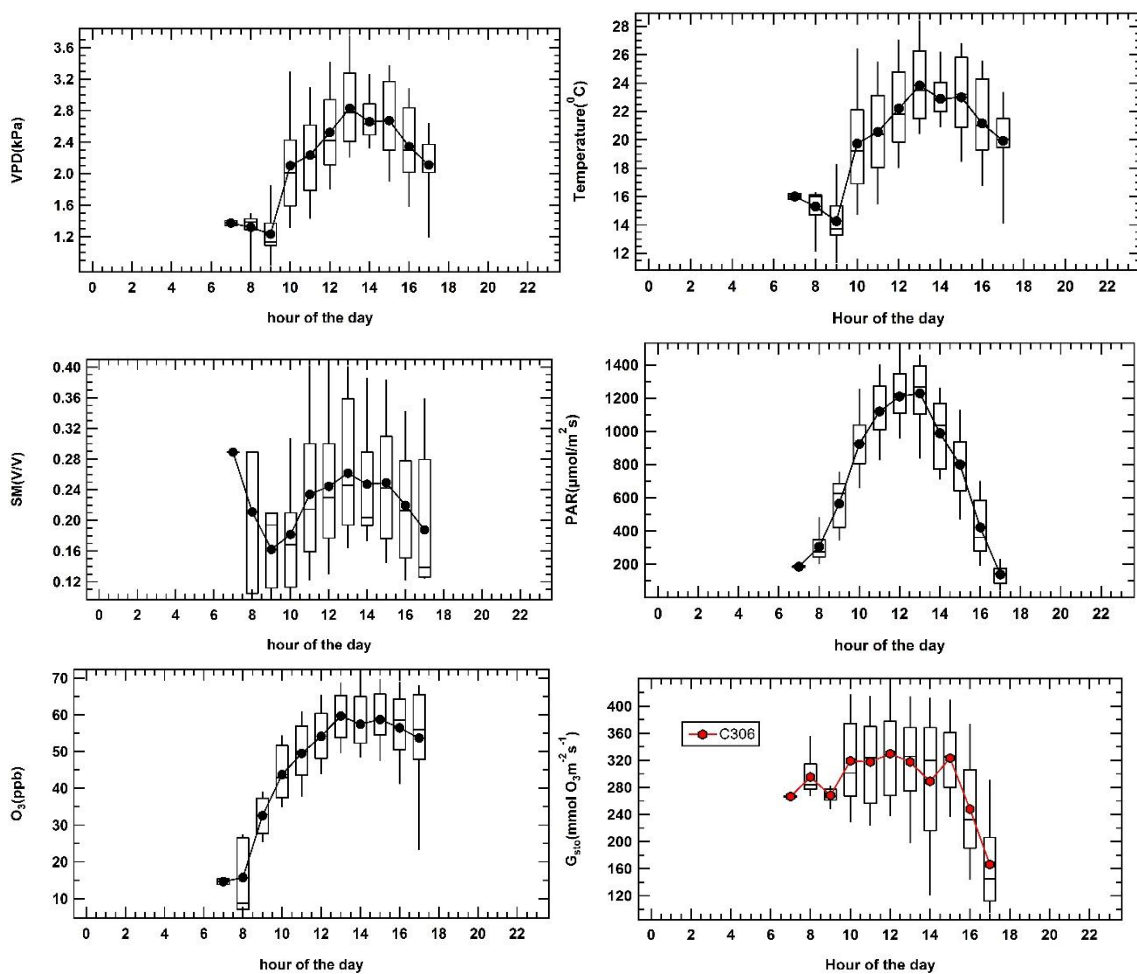 VPD(kPa)
3.6
3.2
2.8
2.4
2.0
1.6
1.2
0 2 4 6 8 10 12 14 16 18 20 22
hour of the day
Temperature(⁰C)
28
26
24
22
20
18
16
14
12
0 2 4 6 8 10 12 14 16 18 20 22
Hour of the day
SM(V/V)
0.40
0.36
0.32
0.28
0.24
0.20
0.16
0.12
0 2 4 6 8 10 12 14 16 18 20 22
hour of the day
PAR(µmol/m²s)
1400
1200
1000
800
600
400
200
0 2 4 6 8 10 12 14 16 18 20 22
hour of the day
O₃(ppb)
70
60
50
40
30
20
10
0 2 4 6 8 10 12 14 16 18 20 22
hour of the day
Gsto(mmol O₃m⁻² s⁻¹)
400
360
320
280
240
200
160
120
C306
0 2 4 6 8 10 12 14 16 18 20 22
Hour of the day